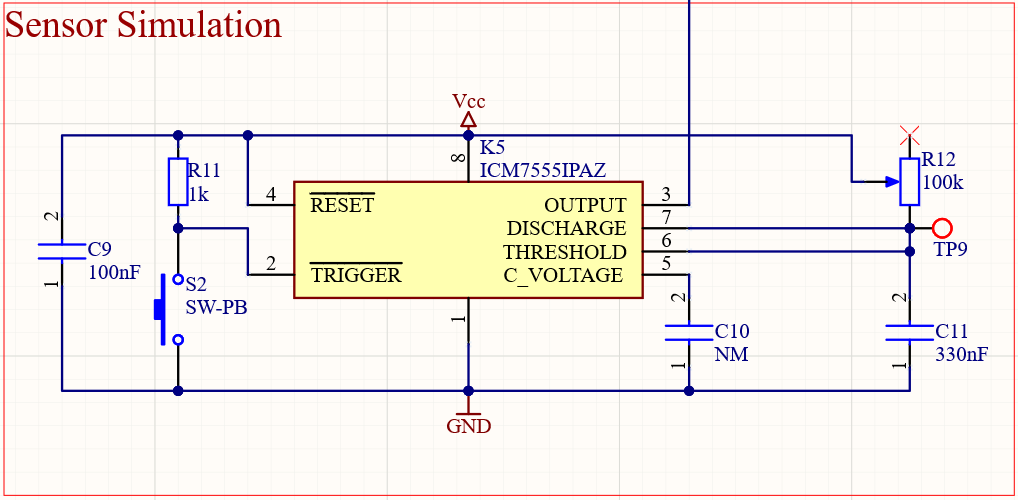 Sensor Simulation
Vcc
K5
ICM7555IPAZ
8
R11
1k
R12
100k
4
RESET
OUTPUT
3
DISCHARGE
7
THRESHOLD
6
2
TRIGGER
C_VOLTAGE
5
TP9
2
C9
100nF
1
S2
SW-PB
1
2
C10
NM
1
2
C11
330nF
1
GND